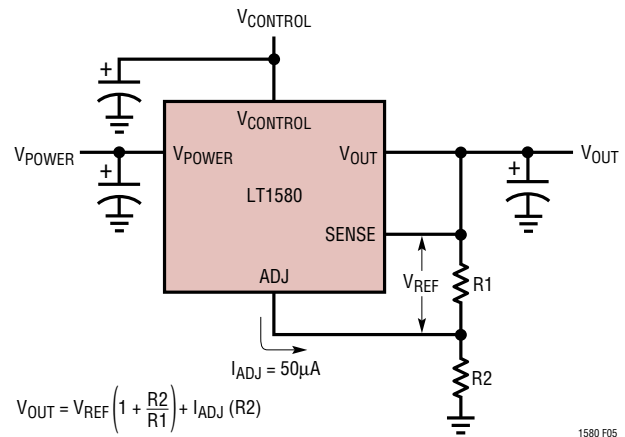 VCONTROL
+
VCONTROL
VPOWER
VPOWER
VOUT
VOUT
+
+
LT1580
SENSE
ADJ
VREF
R1
IADJ = 50µA
R2
VOUT = VREF(1 + R2/R1) + IADJ (R2)
1580 F05